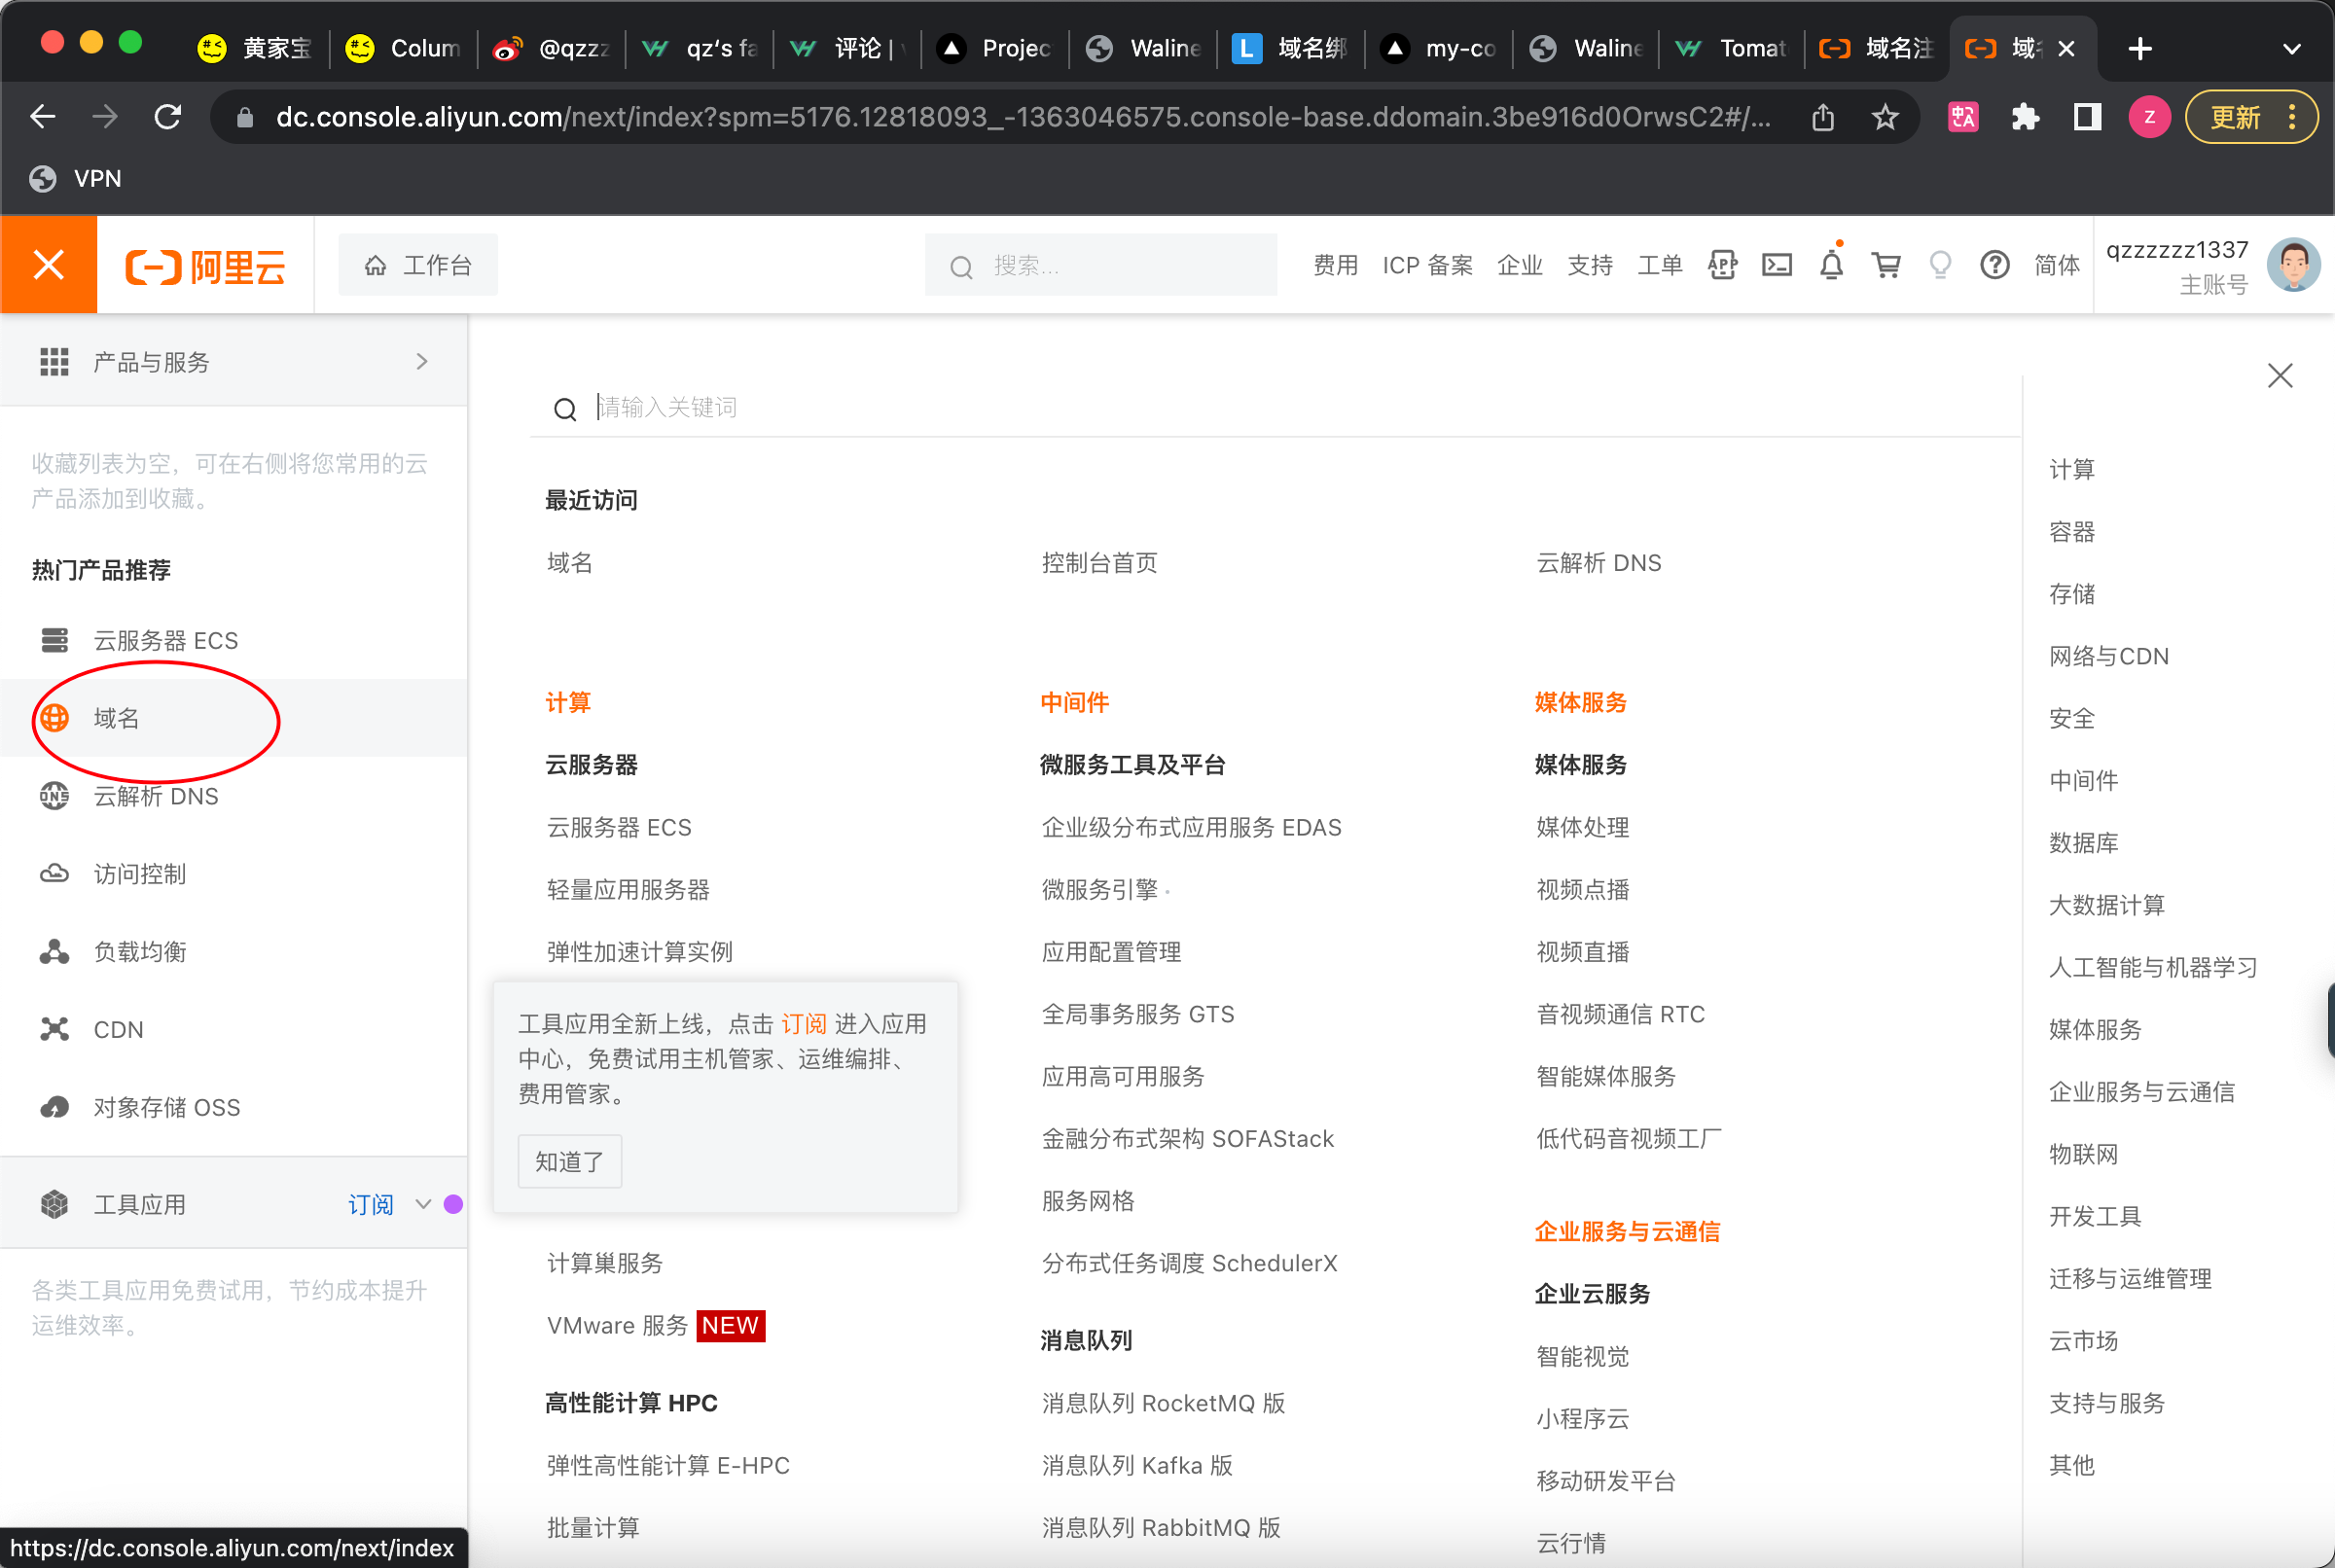 黄家宝
Colum
@qzzz
qz's fa
评论 |
Projec
Waline
L
域名绑
my-co
Waline
Tomat
域名注
域名
dc.console.aliyun.com/next/index?spm=5176.12818093_-1363046575.console-base.ddomain.3be916d0OrwsC2#/...
中A
z
更新
VPN
阿里云
工作台
搜索...
费用
ICP 备案
企业
支持
工单
APP
简体
qzzzzzz1337
主账号
产品与服务
收藏列表为空，可在右侧将您常用的云
产品添加到收藏。
热门产品推荐
云服务器 ECS
域名
DNS
云解析 DNS
访问控制
负载均衡
CDN
对象存储 OSS
工具应用
订阅
各类工具应用免费试用，节约成本提升
运维效率。
https://dc.console.aliyun.com/next/index
请输入关键词
最近访问
域名
控制台首页
云解析 DNS
计算
云服务器
云服务器 ECS
轻量应用服务器
弹性加速计算实例
工具应用全新上线，点击 订阅 进入应用
中心，免费试用主机管家、运维编排、
费用管家。
知道了
计算巢服务
VMware 服务 NEW
高性能计算 HPC
弹性高性能计算 E-HPC
批量计算
中间件
微服务工具及平台
企业级分布式应用服务 EDAS
微服务引擎
应用配置管理
全局事务服务 GTS
应用高可用服务
金融分布式架构 SOFAStack
服务网格
分布式任务调度 SchedulerX
消息队列
消息队列 RocketMQ 版
消息队列 Kafka 版
消息队列 RabbitMQ 版
媒体服务
媒体服务
媒体处理
视频点播
视频直播
音视频通信 RTC
智能媒体服务
低代码音视频工厂
企业服务与云通信
企业云服务
智能视觉
小程序云
移动研发平台
云行情
计算
容器
存储
网络与CDN
安全
中间件
数据库
大数据计算
人工智能与机器学习
媒体服务
企业服务与云通信
物联网
开发工具
迁移与运维管理
云市场
支持与服务
其他